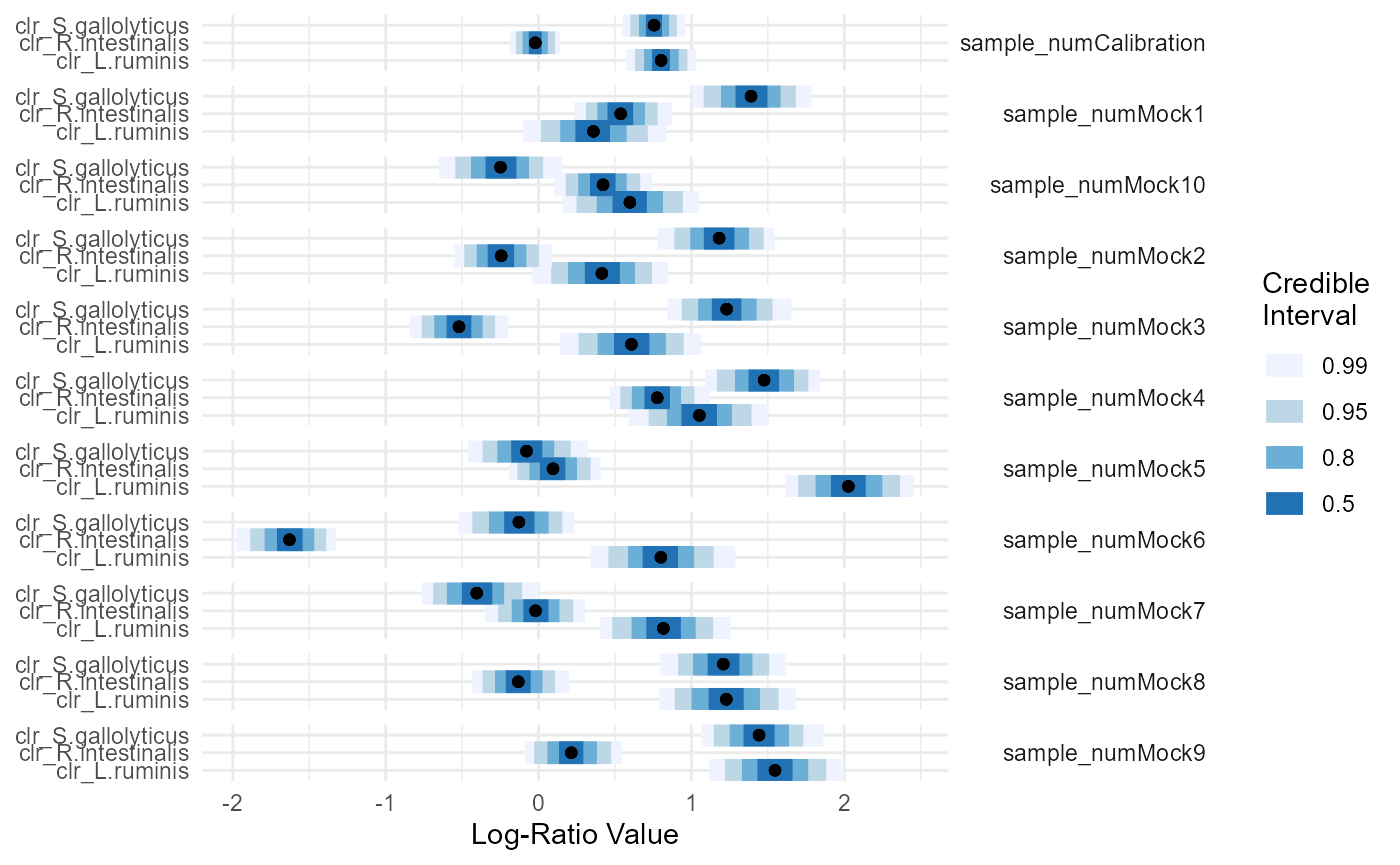 clr_S.gallolyticus
clr_R.intestinalis
clr_L.ruminis
sample_numCalibration
clr_S.gallolyticus
clr_R.intestinalis
clr_L.ruminis
sample_numMock1
clr_S.gallolyticus
clr_R.intestinalis
clr_L.ruminis
sample_numMock10
clr_S.gallolyticus
clr_R.intestinalis
clr_L.ruminis
sample_numMock2
clr_S.gallolyticus
clr_R.intestinalis
clr_L.ruminis
sample_numMock3
clr_S.gallolyticus
clr_R.intestinalis
clr_L.ruminis
sample_numMock4
clr_S.gallolyticus
clr_R.intestinalis
clr_L.ruminis
sample_numMock5
clr_S.gallolyticus
clr_R.intestinalis
clr_L.ruminis
sample_numMock6
clr_S.gallolyticus
clr_R.intestinalis
clr_L.ruminis
sample_numMock7
clr_S.gallolyticus
clr_R.intestinalis
clr_L.ruminis
sample_numMock8
clr_S.gallolyticus
clr_R.intestinalis
clr_L.ruminis
sample_numMock9
-2 -1 0 1 2
Log-Ratio Value
Credible
Interval
0.99
0.95
0.8
0.5